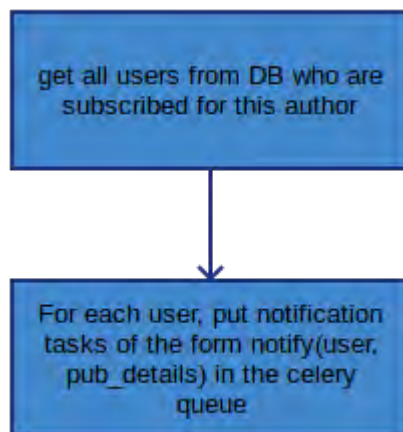 get all users from DB who are
subscribed for this author
For each user, put notification
tasks of the form notify(user,
pub_details) in the celery
queue